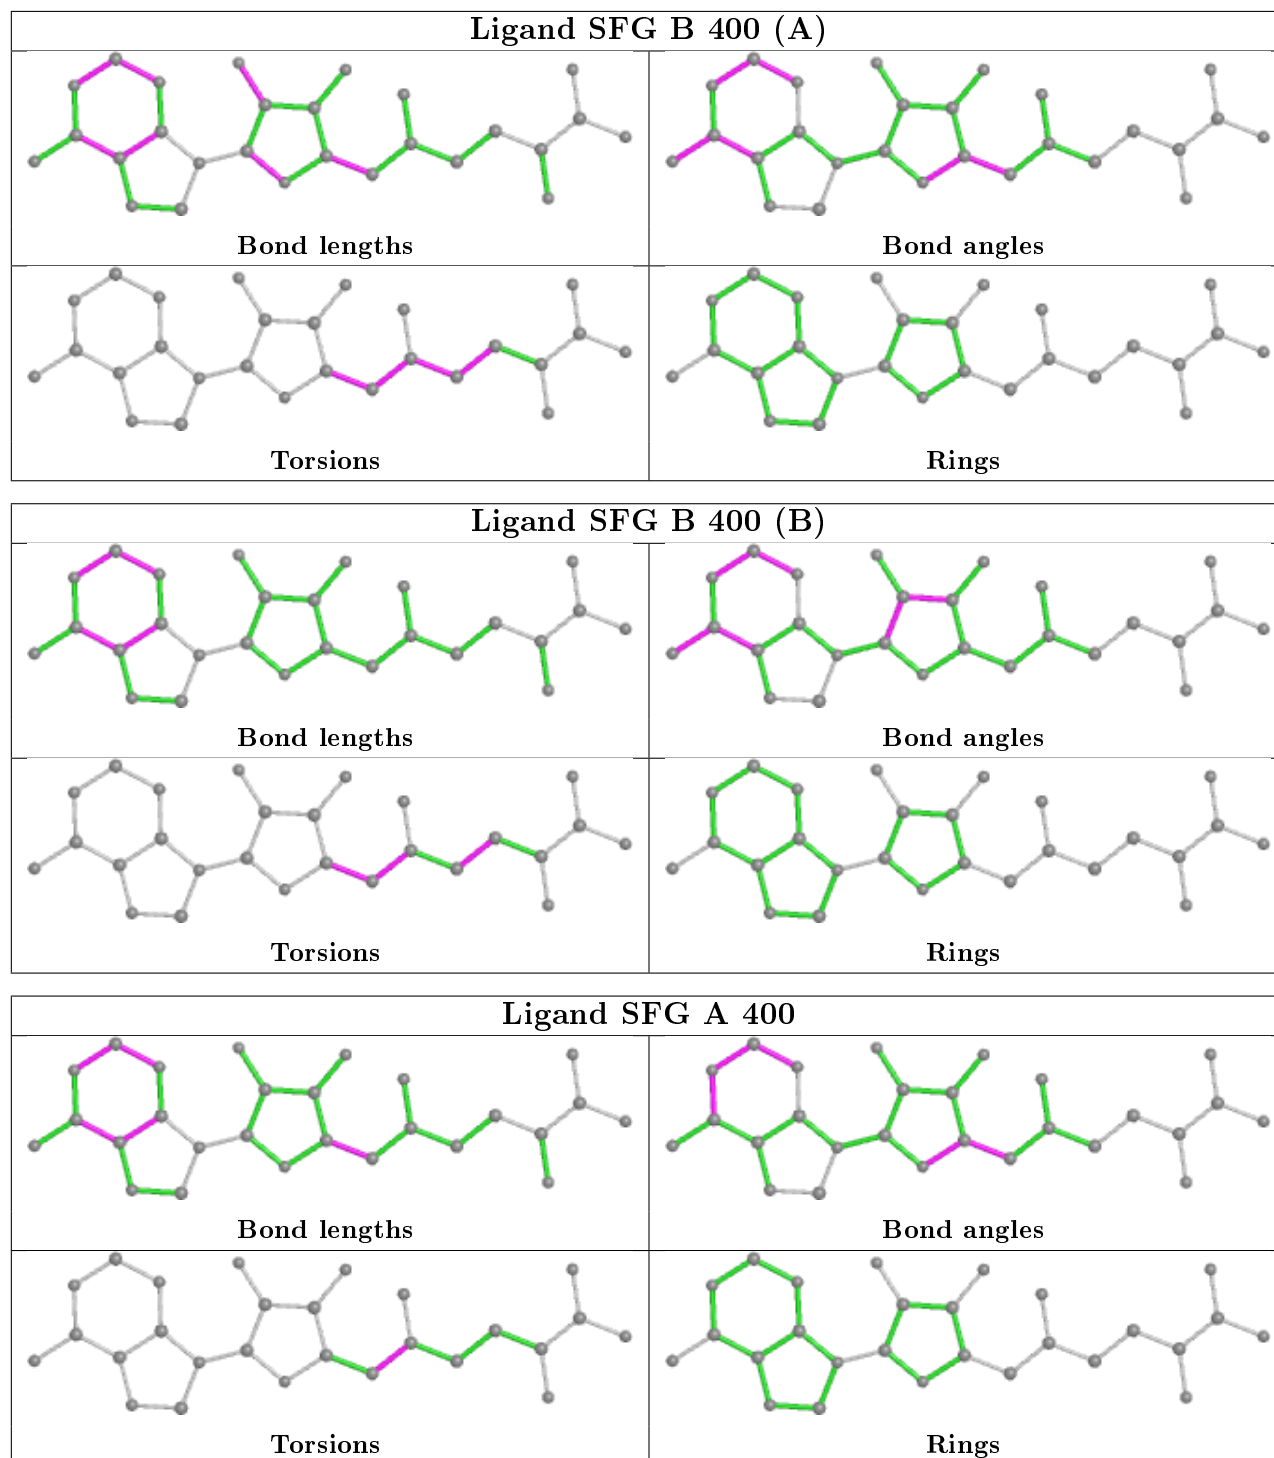 Ligand SFG B 400 (A)
Bond lengths
Bond angles
Torsions
Rings
Ligand SFG B 400 (B)
Bond lengths
Bond angles
Torsions
Rings
Ligand SFG A 400
Bond lengths
Bond angles
Torsions
Rings